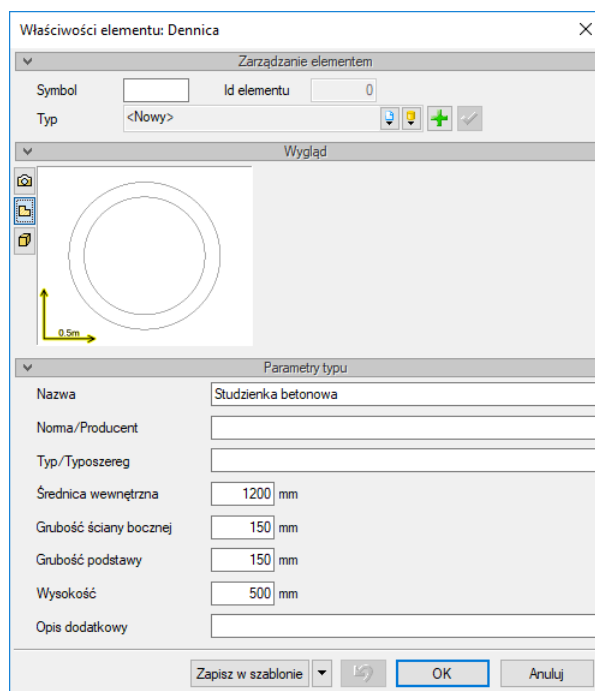 Właściwości elementu: Dennica
Zarządzanie elementem
Symbol Id elementu 0
Typ <Nowy>
Wygląd
0.5m
Parametry typu
Nazwa Studzienka betonowa
Norma/Producent
Typ/Typoszereg
Średnica wewnętrzna 1200 mm
Grubość ściany bocznej 150 mm
Grubość podstawy 150 mm
Wysokość 500 mm
Opis dodatkowy
Zapisz w szablonie OK Anuluj